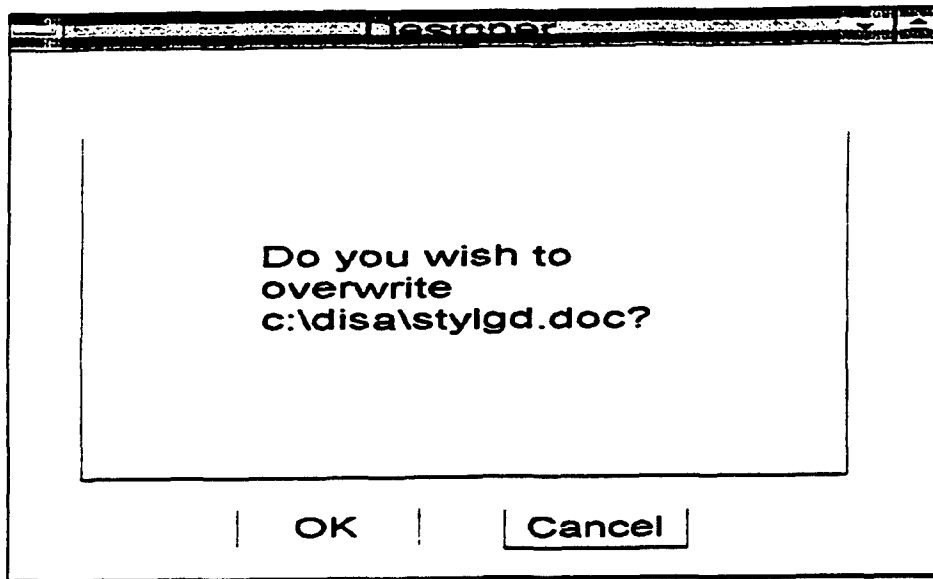 Designer
Do you wish to
overwrite
c:\disa\stylgd.doc?
OK
Cancel